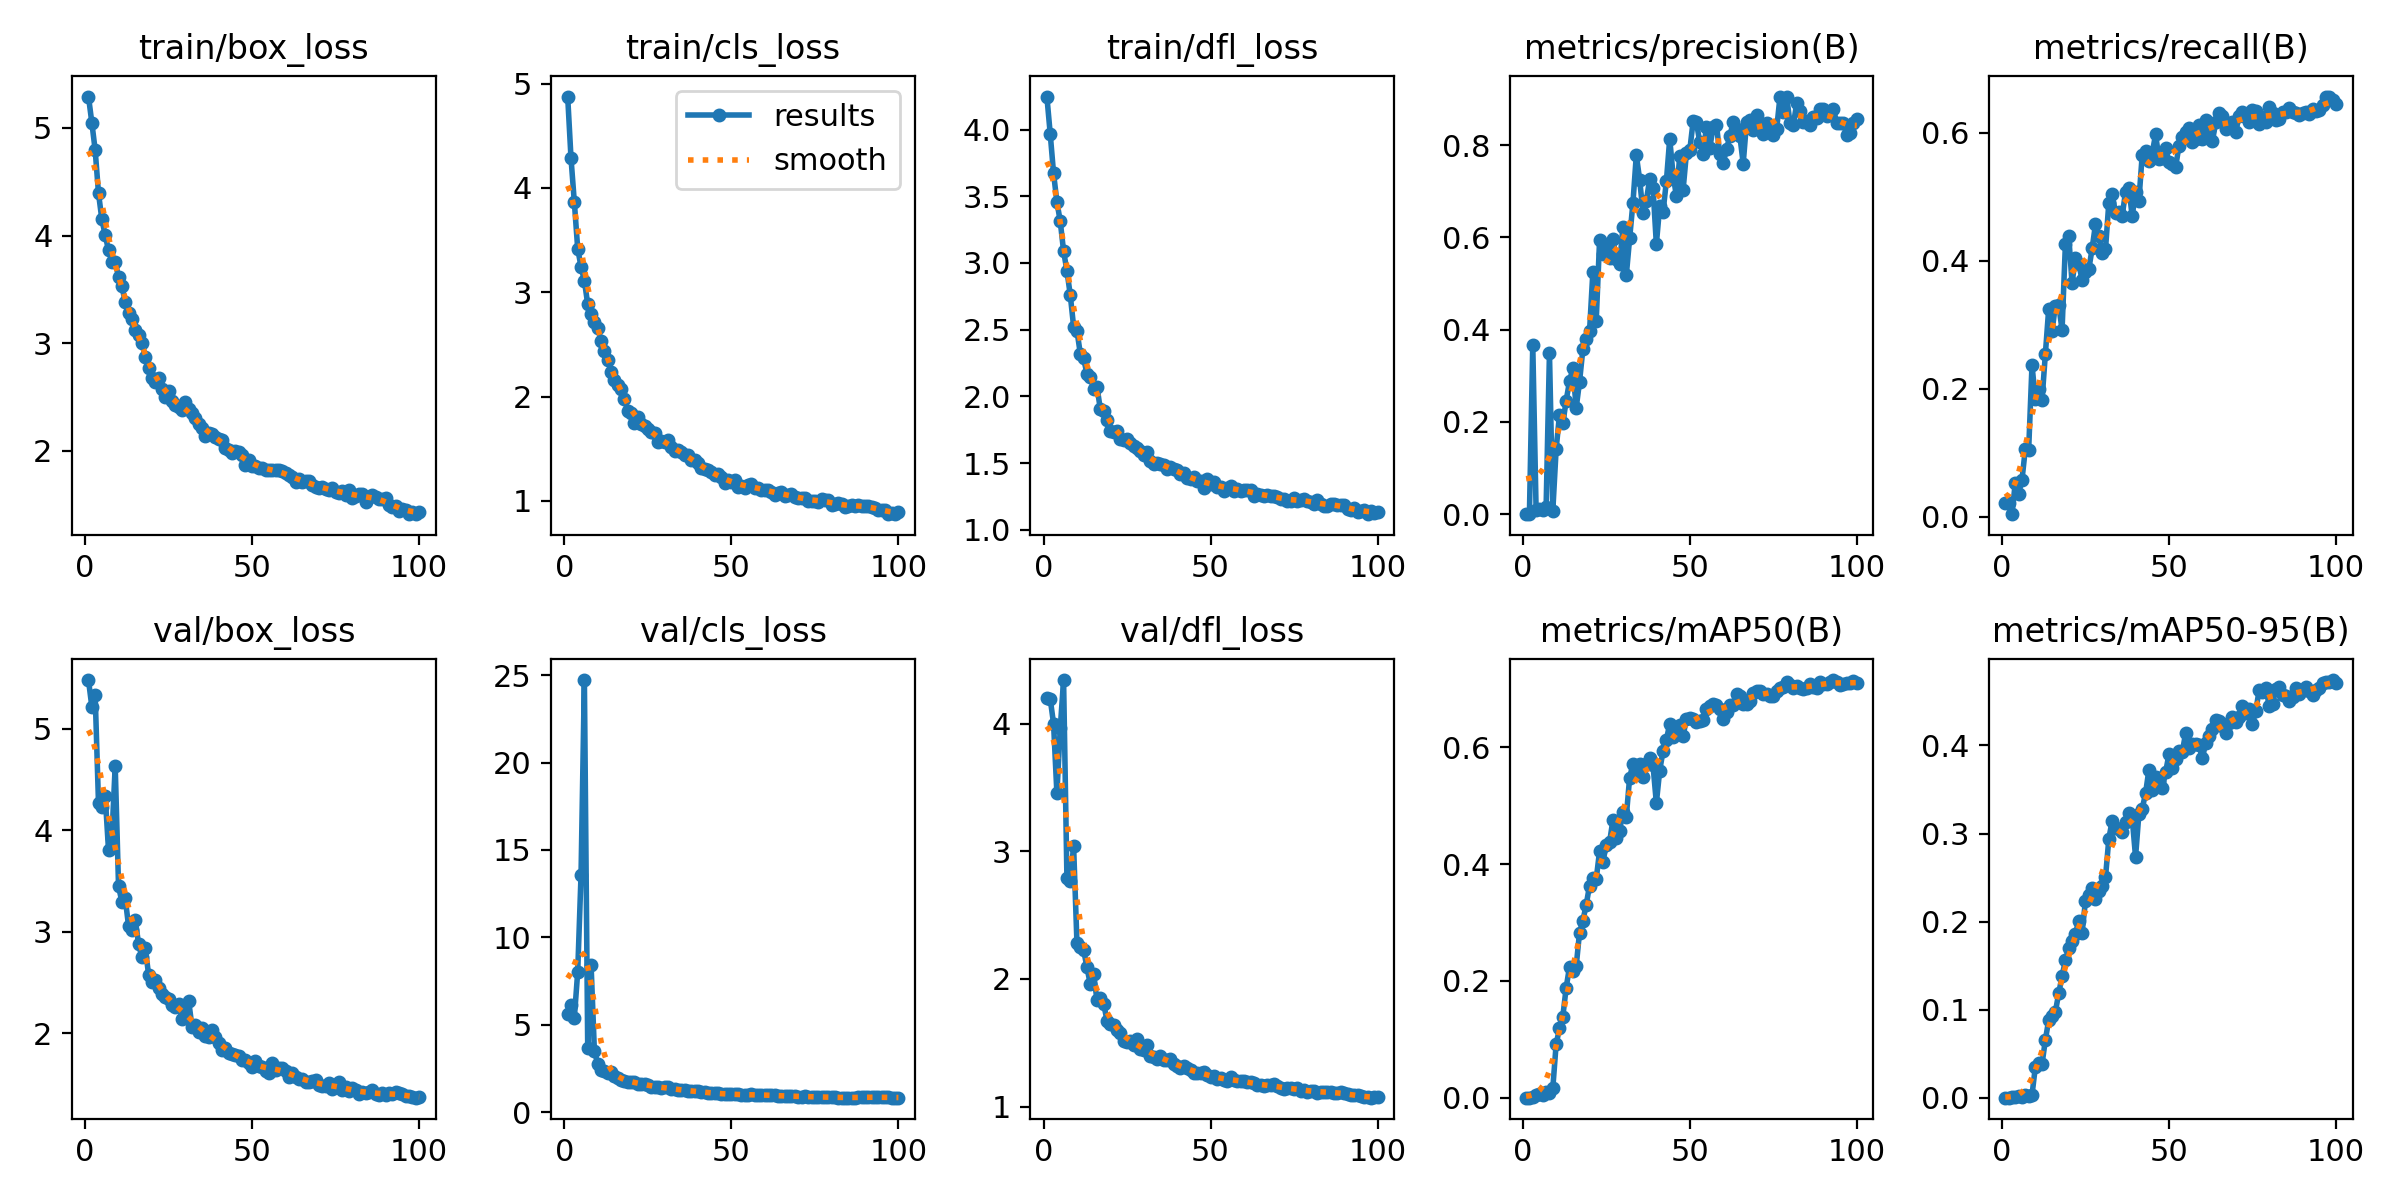 train/box_loss
5
4
3
2
0 50 100
train/cls_loss
results
smooth
5
4
3
2
1
0 50 100
train/dfl_loss
4.0
3.5
3.0
2.5
2.0
1.5
1.0
0 50 100
metrics/precision(B)
0.8
0.6
0.4
0.2
0.0
0 50 100
metrics/recall(B)
0.6
0.4
0.2
0.0
0 50 100
val/box_loss
5
4
3
2
0 50 100
val/cls_loss
25
20
15
10
5
0
0 50 100
val/dfl_loss
4
3
2
1
0 50 100
metrics/mAP50(B)
0.6
0.4
0.2
0.0
0 50 100
metrics/mAP50-95(B)
0.4
0.3
0.2
0.1
0.0
0 50 100